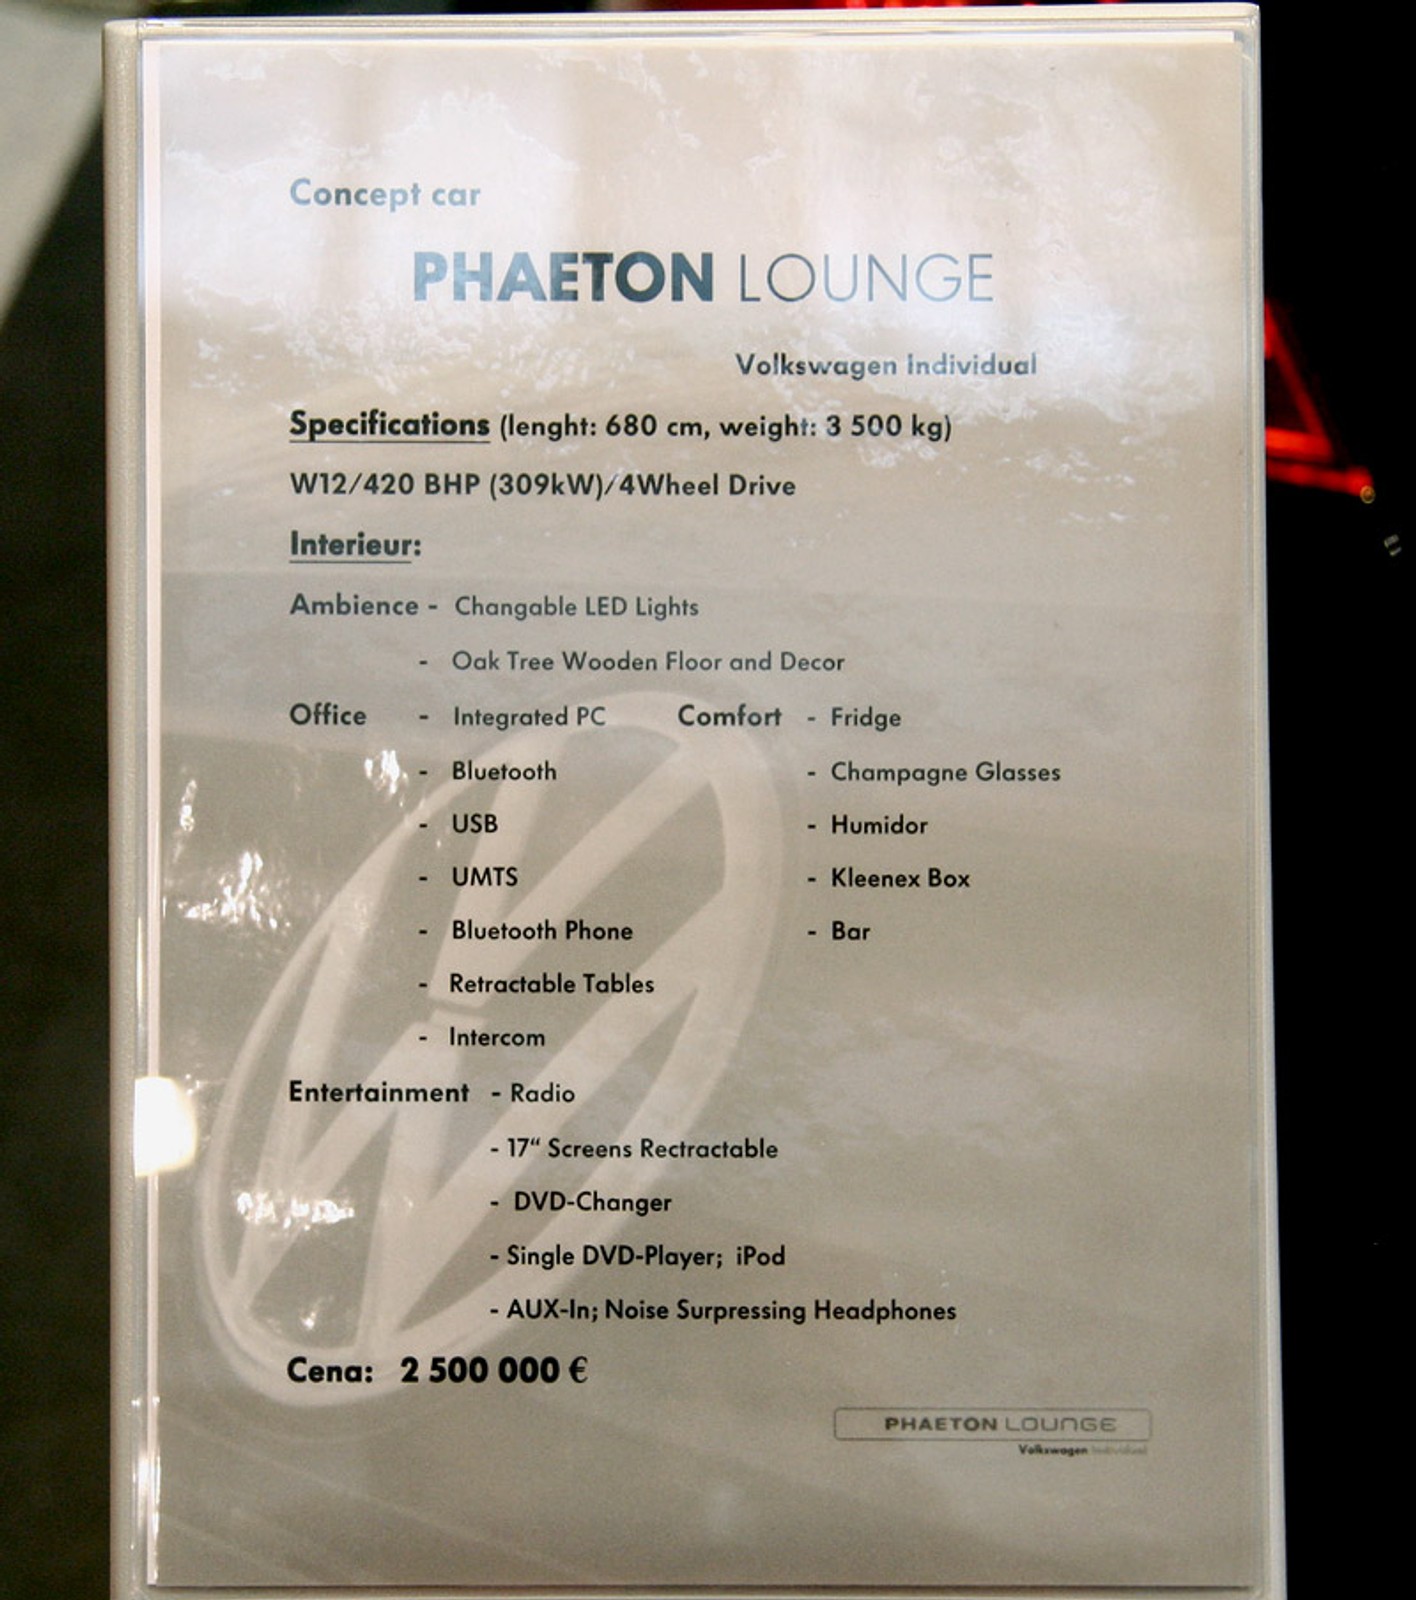 Concept car
PHAETON LOUNGE
Volkswagen Individual
Specifications (lenght: 680 cm, weight: 3 500 kg)
W12/420 BHP (309kW)/4Wheel Drive
Interieur:
Ambience - Changable LED Lights
- Oak Tree Wooden Floor and Decor
Office - Integrated PC Comfort - Fridge
- Bluetooth - Champagne Glasses
- USB - Humidor
- UMTS - Kleenex Box
- Bluetooth Phone - Bar
- Retractable Tables
- Intercom
Entertainment - Radio
- 17“ Screens Rectractable
- DVD-Changer
- Single DVD-Player; iPod
- AUX-In; Noise Surpressing Headphones
Cena: 2 500 000 €
PHAETON LOUNGE
Volkswagen Individual